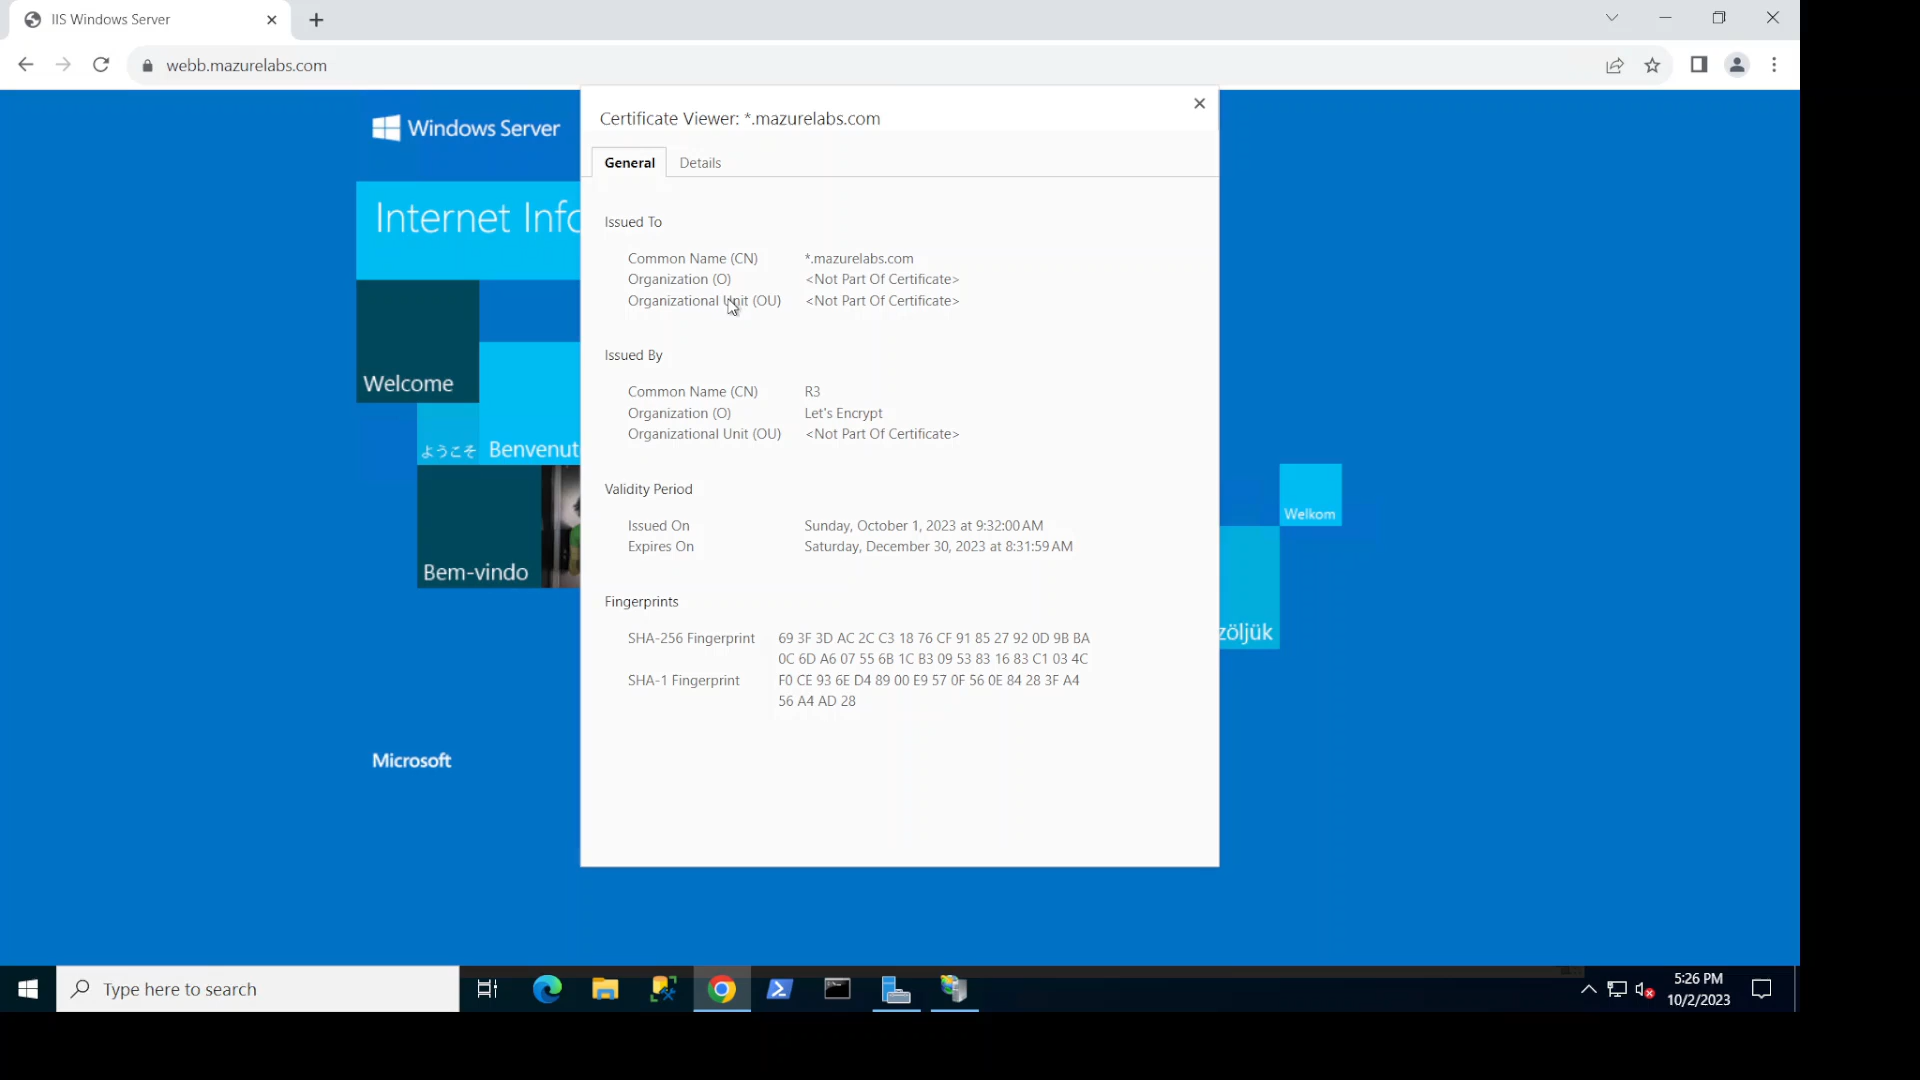 IIS Windows Server
webb.mazurelabs.com
Windows Server
Internet Info
Welcome
ようこそ
Benvenut
Bem-vindo
Welkom
zöljük
Microsoft
Certificate Viewer: *.mazurelabs.com
General Details
Issued To
Common Name (CN) *.mazurelabs.com
Organization (O) <Not Part Of Certificate>
Organizational Unit (OU) <Not Part Of Certificate>
Issued By
Common Name (CN) R3
Organization (O) Let's Encrypt
Organizational Unit (OU) <Not Part Of Certificate>
Validity Period
Issued On Sunday, October 1, 2023 at 9:32:00 AM
Expires On Saturday, December 30, 2023 at 8:31:59 AM
Fingerprints
SHA-256 Fingerprint 69 3F 3D AC 2C C3 18 76 CF 91 85 27 92 0D 9B BA
0C 6D A6 07 55 6B 1C B3 09 53 83 16 83 C1 03 4C
SHA-1 Fingerprint F0 CE 93 6E D4 89 00 E9 57 0F 56 0E 84 28 3F A4
56 A4 AD 28
Type here to search
5:26 PM
10/2/2023